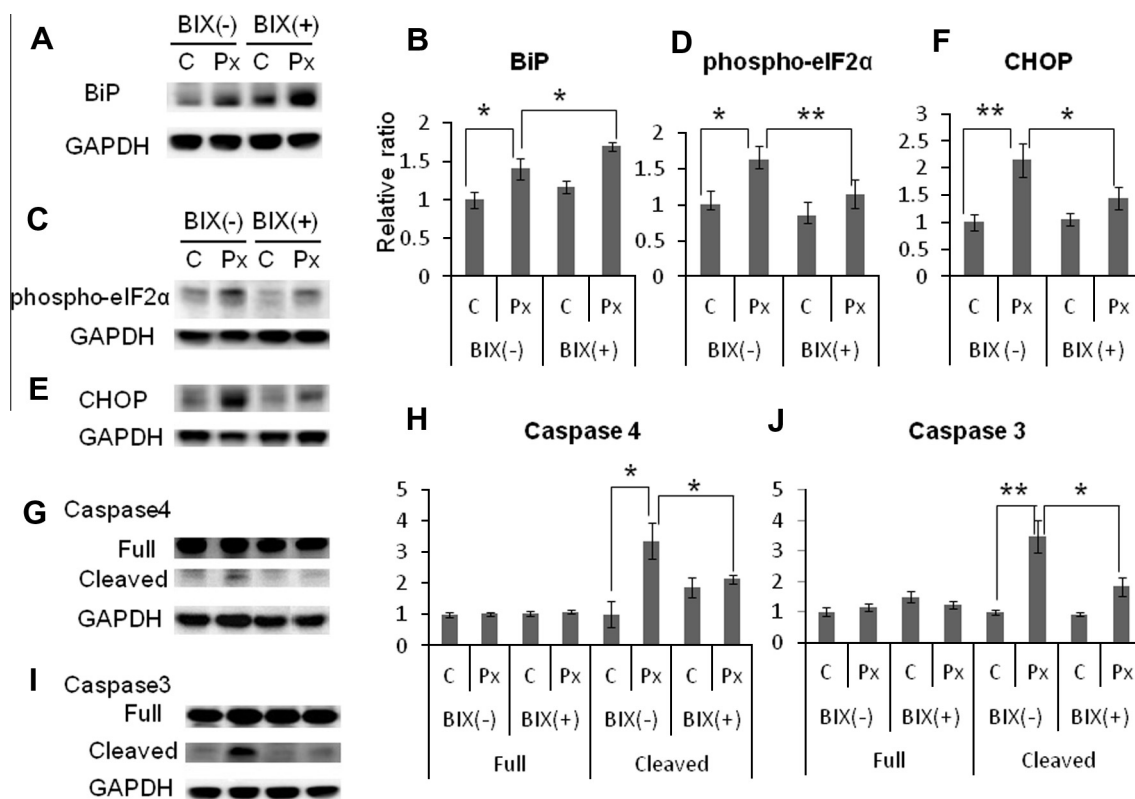 A
BIX(-) BIX(+)
C Px C Px
BiP
GAPDH
B
BiP
Relative ratio
2
1.5
1
0.5
0
* *
C Px C Px
BIX(-) BIX(+)
C
BIX(-) BIX(+)
C Px C Px
phospho-eIF2α
GAPDH
D
phospho-eIF2α
2
1.5
1
0.5
0
* **
C Px C Px
BIX(-) BIX(+)
E
CHOP
GAPDH
F
CHOP
3
2.5
2
1.5
1
0.5
0
** *
C Px C Px
BIX(-) BIX(+)
G
Caspase4
Full
Cleaved
GAPDH
H
Caspase 4
5
4
3
2
1
0
* *
C Px C Px C Px C Px
BIX(-) BIX(+) BIX(-) BIX(+)
Full Cleaved
I
Caspase3
Full
Cleaved
GAPDH
J
Caspase 3
5
4
3
2
1
0
** *
C Px C Px C Px C Px
BIX(-) BIX(+) BIX(-) BIX(+)
Full Cleaved